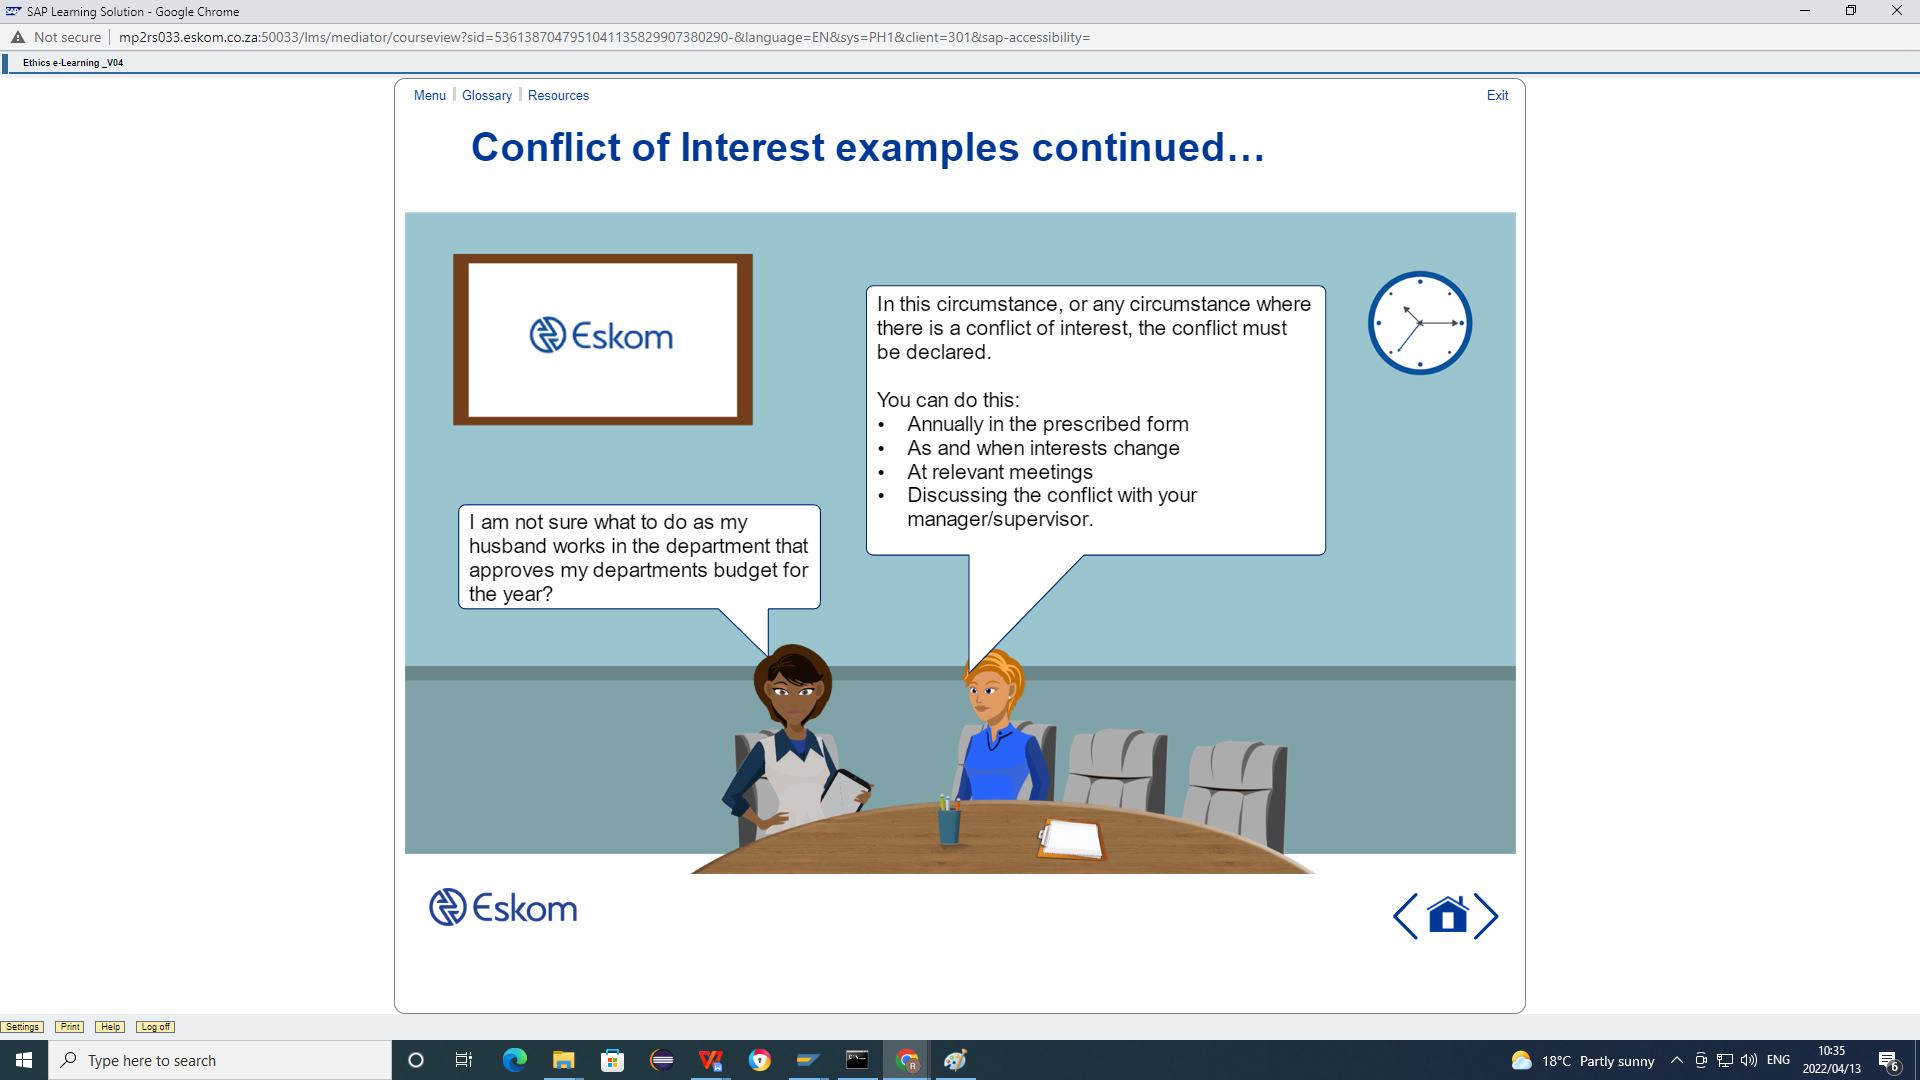 SAP Learning Solution - Google Chrome
Not secure
mp2rs033.eskom.co.za:50033/lms/mediator/courseview?sid=5361387047951041135829907380290-&language=EN&sys=PH1&client=301&sap-accessibility=
Ethics e-Learning _V04
Menu Glossary Resources Exit
Conflict of Interest examples continued…
Eskom
In this circumstance, or any circumstance where
there is a conflict of interest, the conflict must
be declared.
You can do this:
• Annually in the prescribed form
• As and when interests change
• At relevant meetings
• Discussing the conflict with your
manager/supervisor.
I am not sure what to do as my
husband works in the department that
approves my departments budget for
the year?
Eskom
Settings Print Help Log off
Type here to search
18°C Partly sunny
ENG
10:35
2022/04/13
6